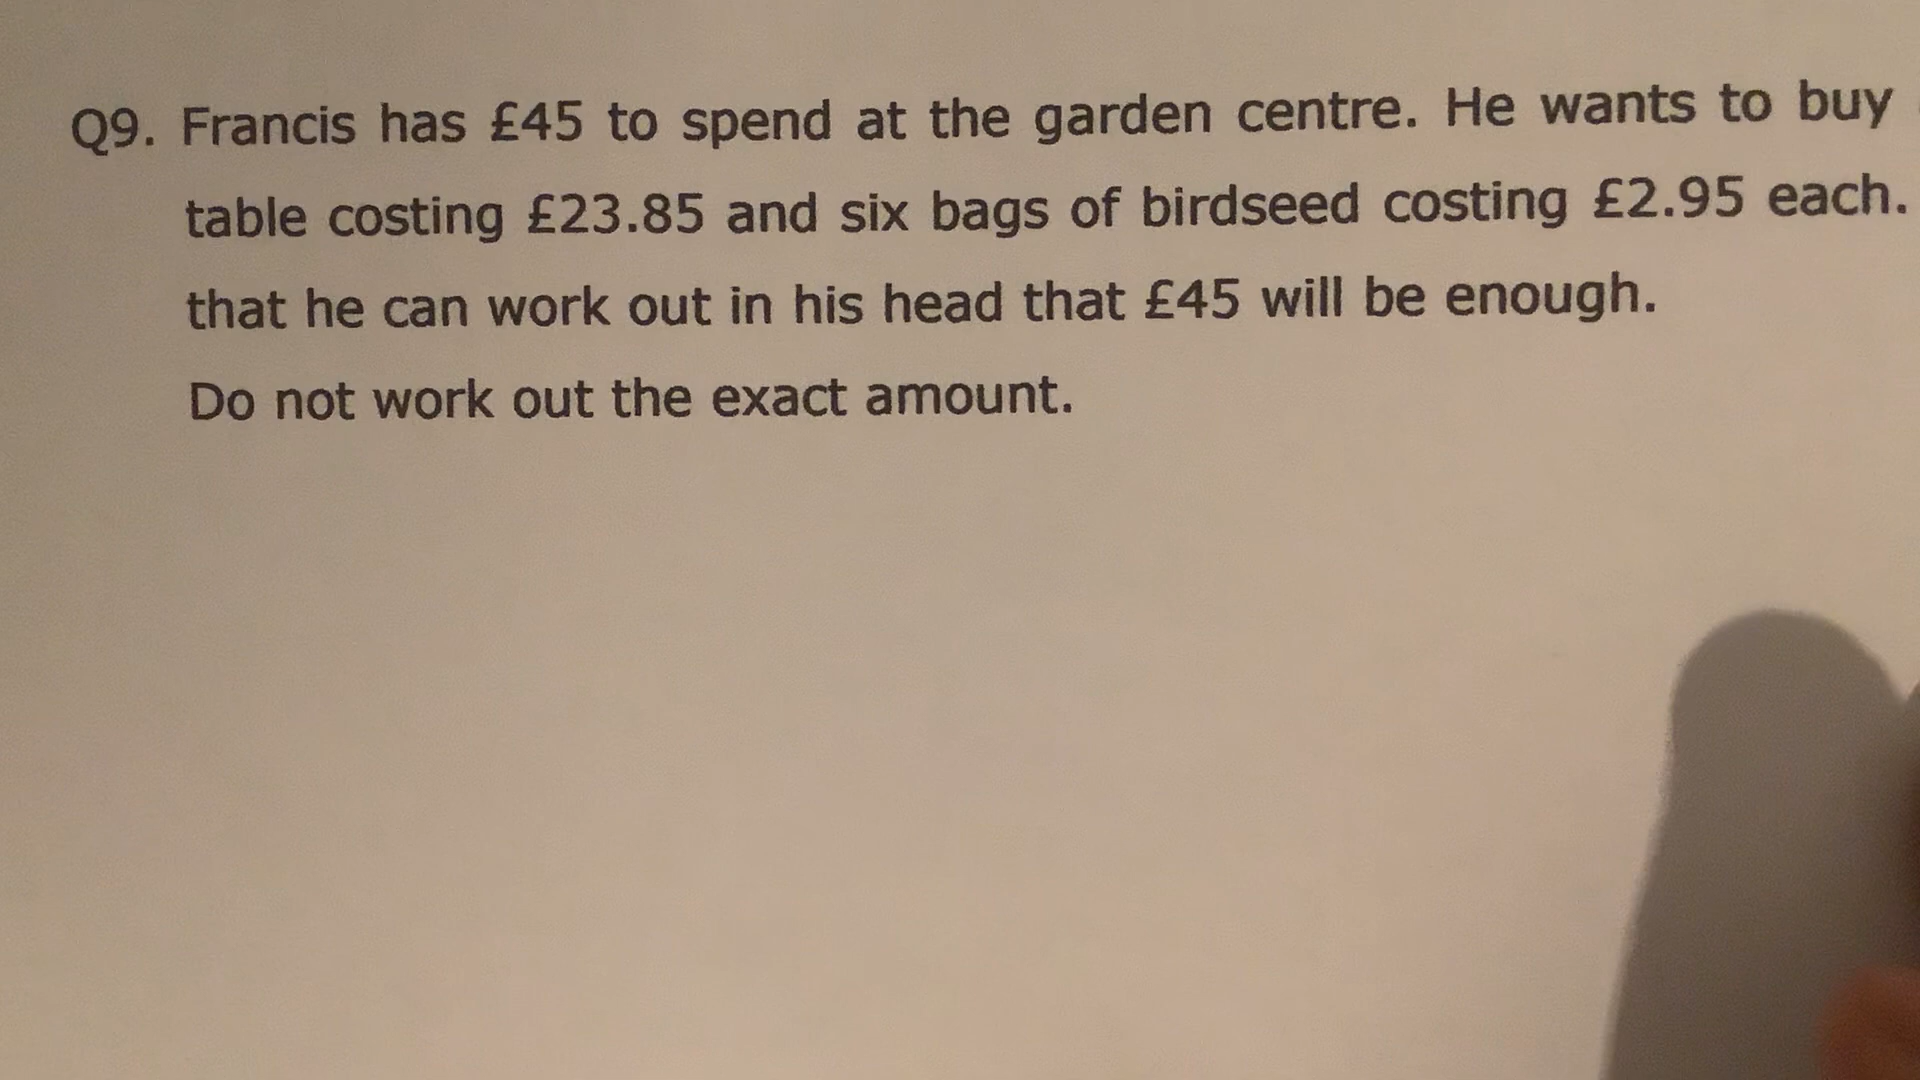 Q9. Francis has £45 to spend at the garden centre. He wants to buy
table costing £23.85 and six bags of birdseed costing £2.95 each.
that he can work out in his head that £45 will be enough.
Do not work out the exact amount.